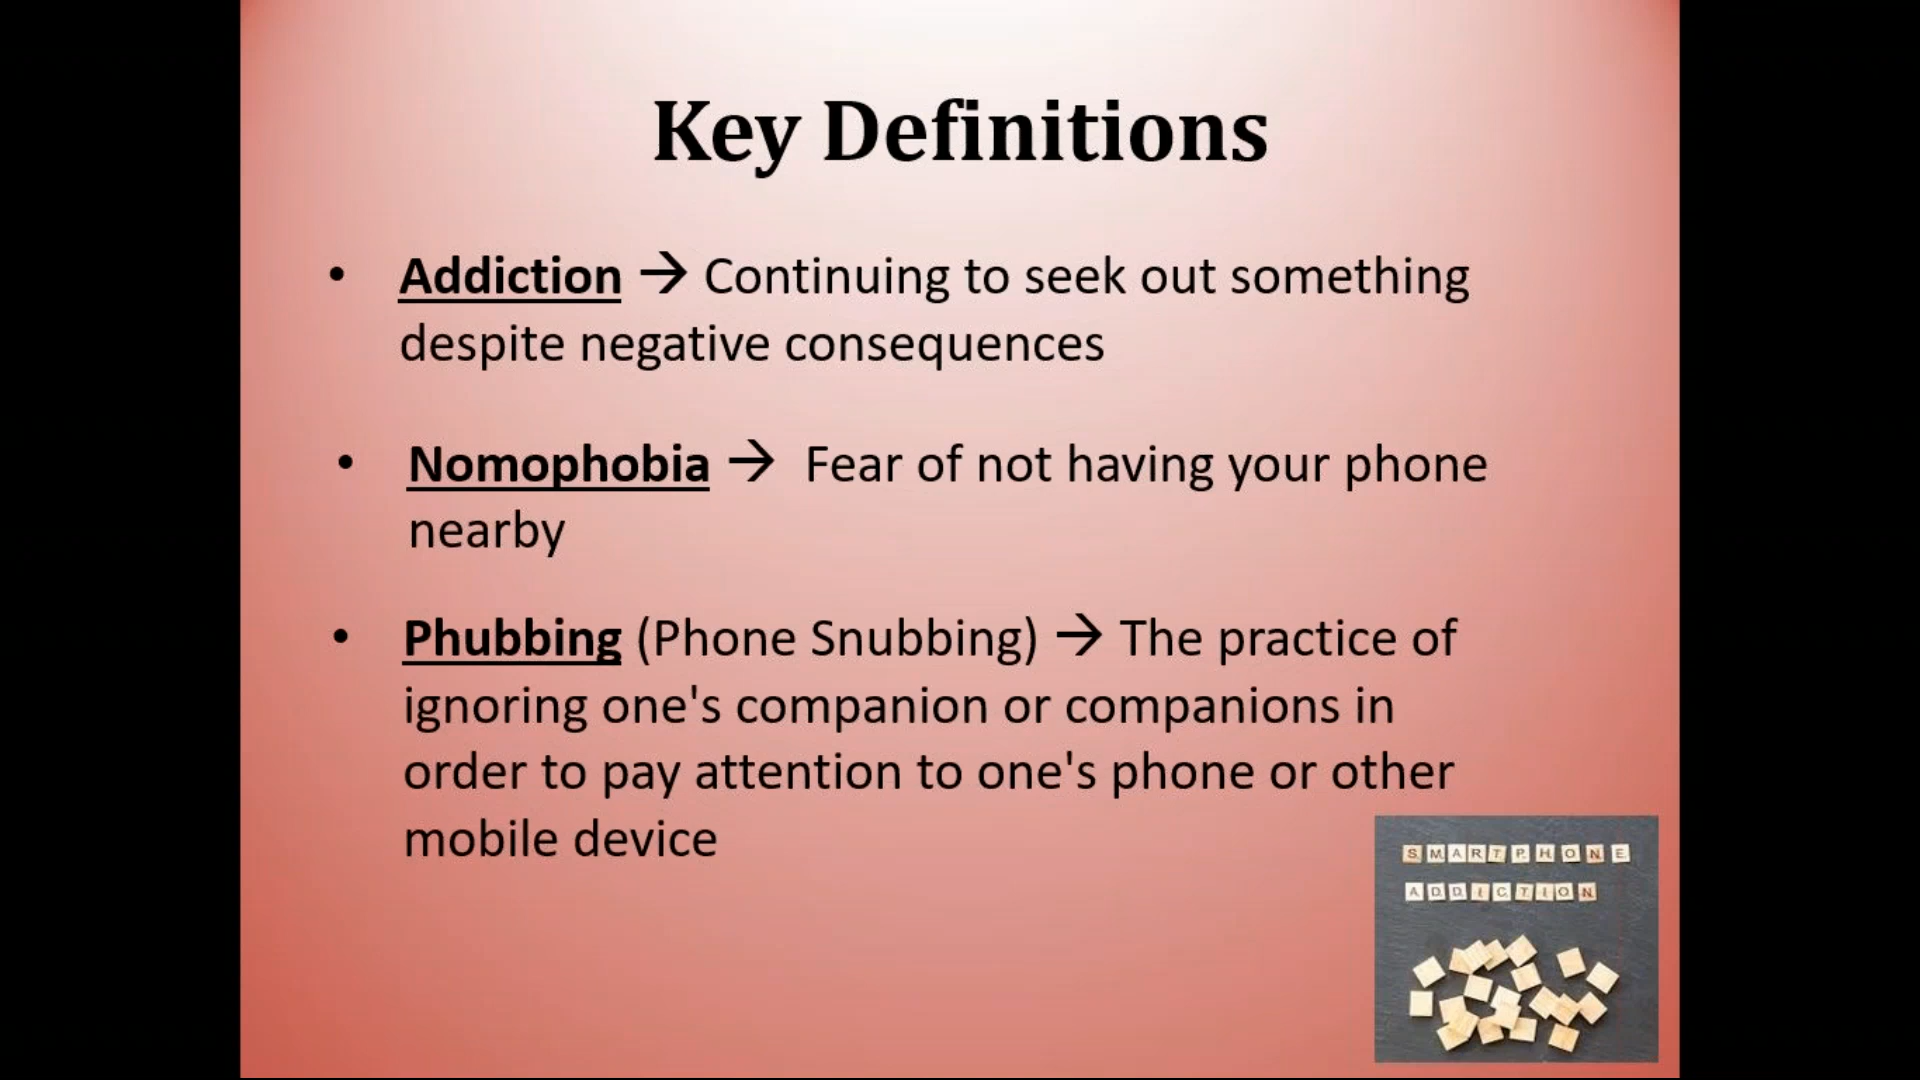 Key Definitions
• Addiction → Continuing to seek out something
despite negative consequences
• Nomophobia → Fear of not having your phone
nearby
• Phubbing (Phone Snubbing) → The practice of
ignoring one's companion or companions in
order to pay attention to one's phone or other
mobile device
SMARTPHONE
ADDICTION